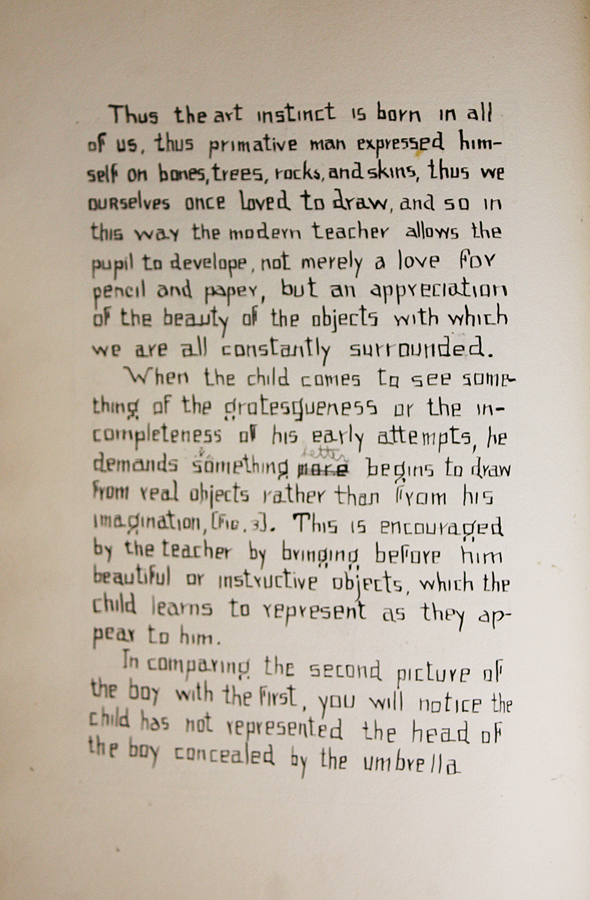 Thus the art instinct is born in all
of us, thus primative man expressed him-
self on bones, trees, rocks, and skins, thus we
ourselves once loved to draw, and so in
this way the modern teacher allows the
pupil to develope, not merely a love for
pencil and paper, but an appreciation
of the beauty of the objects with which
we are all constantly surrounded.
When the child comes to see some-
thing of the grotesqueness or the in-
completeness of his early attempts, he
better
demands something more begins to draw
from real objects rather than from his
imagination, [Fig. 3]. This is encouraged
by the teacher by bringing before him
beautiful or instructive objects, which the
child learns to represent as they ap-
pear to him.
In comparing the second picture of
the boy with the first, you will notice the
child has not represented the head of
the boy concealed by the umbrella